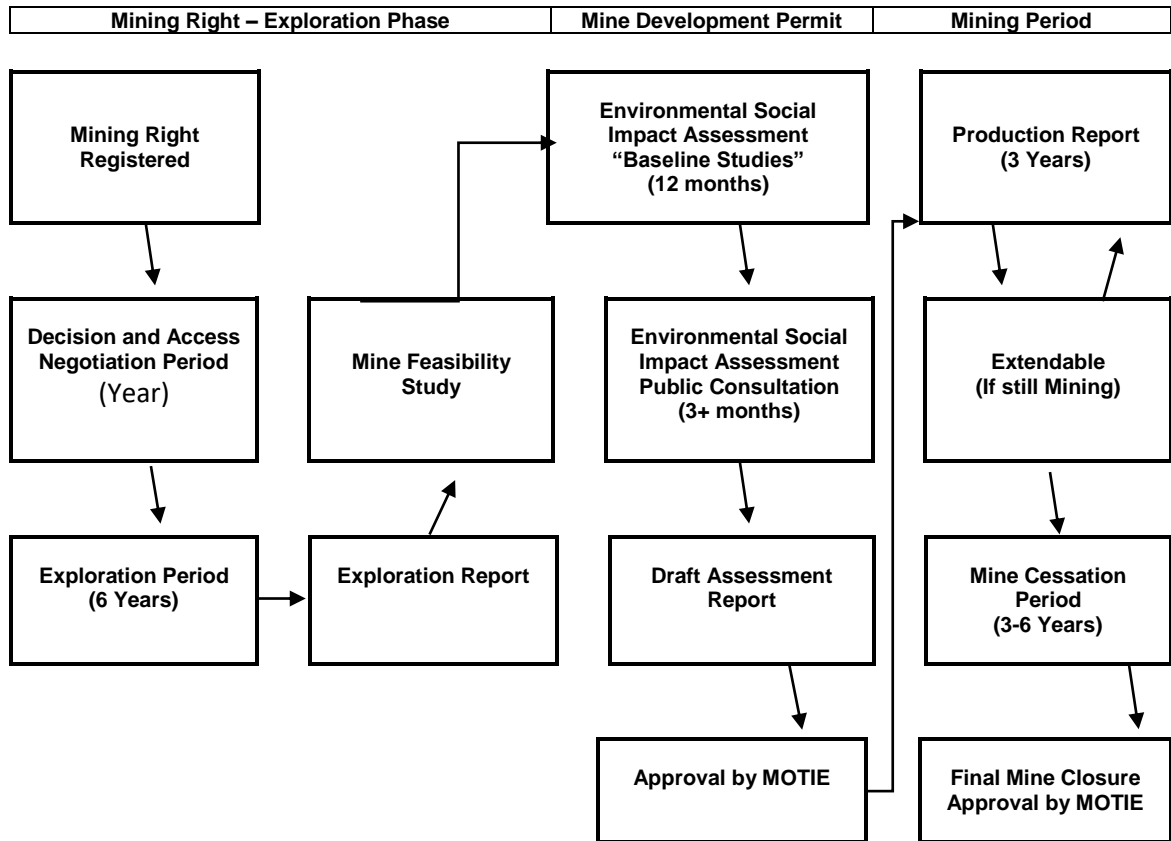 Mining Right – Exploration Phase
Mine Development Permit
Mining Period
Mining Right
Registered
Decision and Access
Negotiation Period
(Year)
Exploration Period
(6 Years)
Exploration Report
Mine Feasibility
Study
Environmental Social
Impact Assessment
“Baseline Studies”
(12 months)
Environmental Social
Impact Assessment
Public Consultation
(3+ months)
Draft Assessment
Report
Approval by MOTIE
Production Report
(3 Years)
Extendable
(If still Mining)
Mine Cessation
Period
(3-6 Years)
Final Mine Closure
Approval by MOTIE